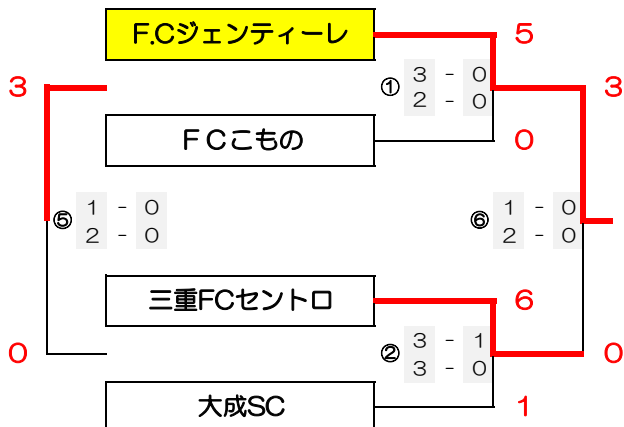 F.Cジェンティーレ
5
3
① 3 - 0
2 - 0
3
FCこもの
0
⑤ 1 - 0
2 - 0
⑥ 1 - 0
2 - 0
三重FCセントロ
6
0
② 3 - 1
3 - 0
0
大成SC
1